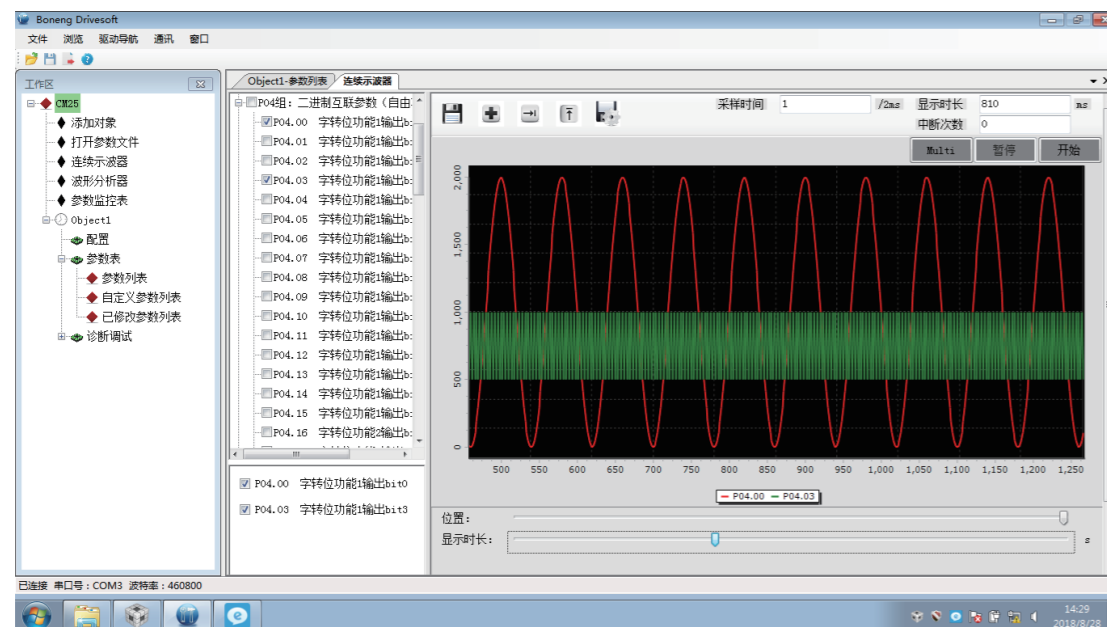 Boneng Drivesoft
文件 浏览 驱动导航 通讯 窗口
工作区
CM25
添加对象
打开参数文件
连续示波器
波形分析器
参数监控表
Object1
配置
参数表
参数列表
自定义参数列表
已修改参数列表
诊断调试
Object1-参数列表 连续示波器
P04组：二进制互联参数（自由
P04.00 字转位功能1输出b
P04.01 字转位功能1输出b
P04.02 字转位功能1输出b
P04.03 字转位功能1输出b
P04.04 字转位功能1输出b
P04.05 字转位功能1输出b
P04.06 字转位功能1输出b
P04.07 字转位功能1输出b
P04.08 字转位功能1输出b
P04.09 字转位功能1输出b
P04.10 字转位功能1输出b
P04.11 字转位功能1输出b
P04.12 字转位功能1输出b
P04.13 字转位功能1输出b
P04.14 字转位功能1输出b
P04.15 字转位功能1输出b
P04.16 字转位功能2输出b
P04.00 字转位功能1输出bit0
P04.03 字转位功能1输出bit3
采样时间 1 /2ms 显示时长 810 ms
中断次数 0
Multi 暂停 开始
2,000
1,500
1,000
500
0
500 550 600 650 700 750 800 850 900 950 1,000 1,050 1,100 1,150 1,200 1,250
P04.00 P04.03
位置：
显示时长： s
已连接 串口号：COM3 波特率：460800
14:29
2018/8/28